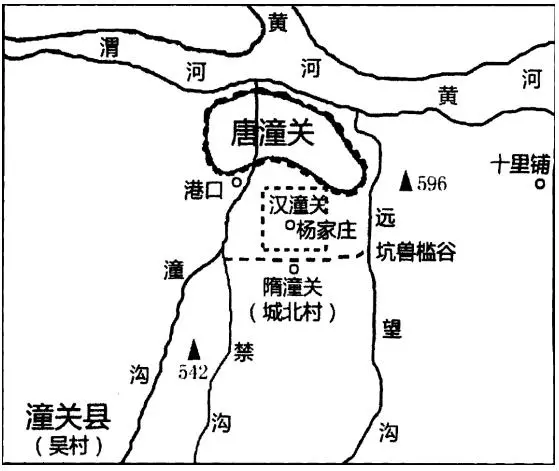 黄
渭
河
河
黄
河
唐潼关
十里铺
596
港口
汉潼关
杨家庄
远
坑兽槛谷
潼
隋潼关
(城北村)
望
禁
542
沟
潼关县
(吴村)
沟
沟